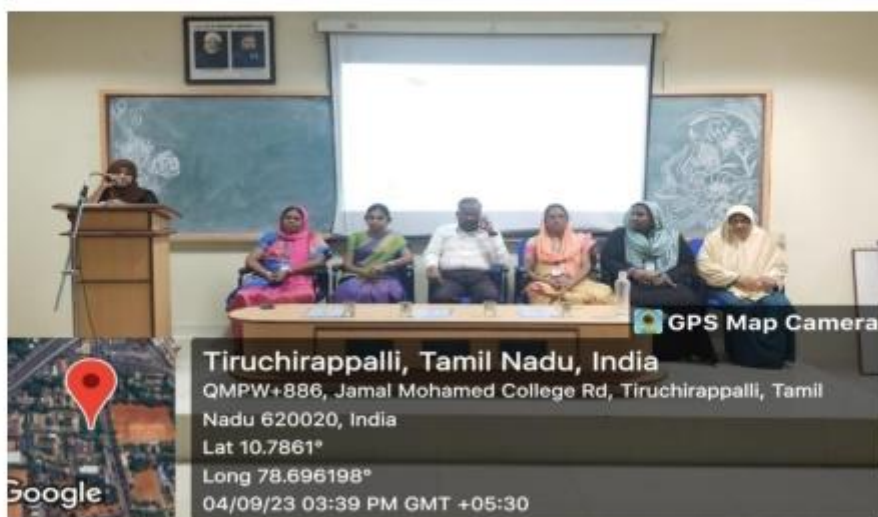 GPS Map Camera
Tiruchirappalli, Tamil Nadu, India
QMPW+886, Jamal Mohamed College Rd, Tiruchirappalli, Tamil
Nadu 620020, India
Lat 10.7861°
Long 78.696198°
04/09/23 03:39 PM GMT +05:30
Google